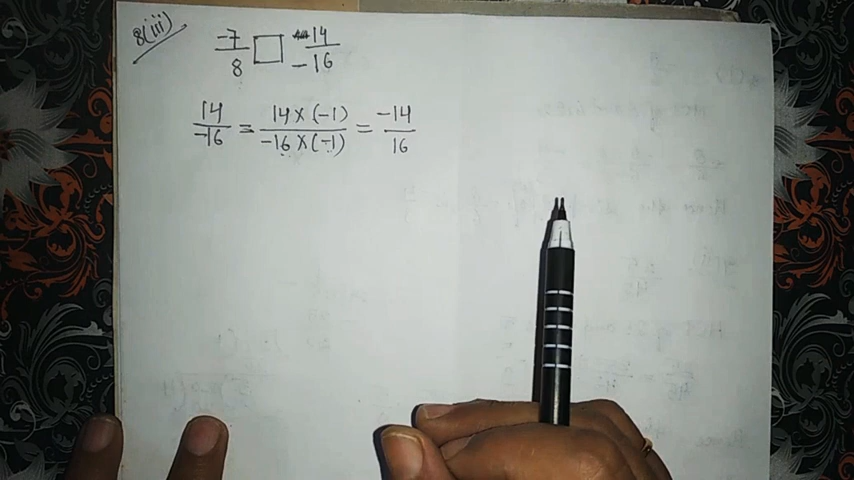 8(iii)
-7/8 □ 14/-16
14/-16 = 14×(-1)/-16×(-1) = -14/16